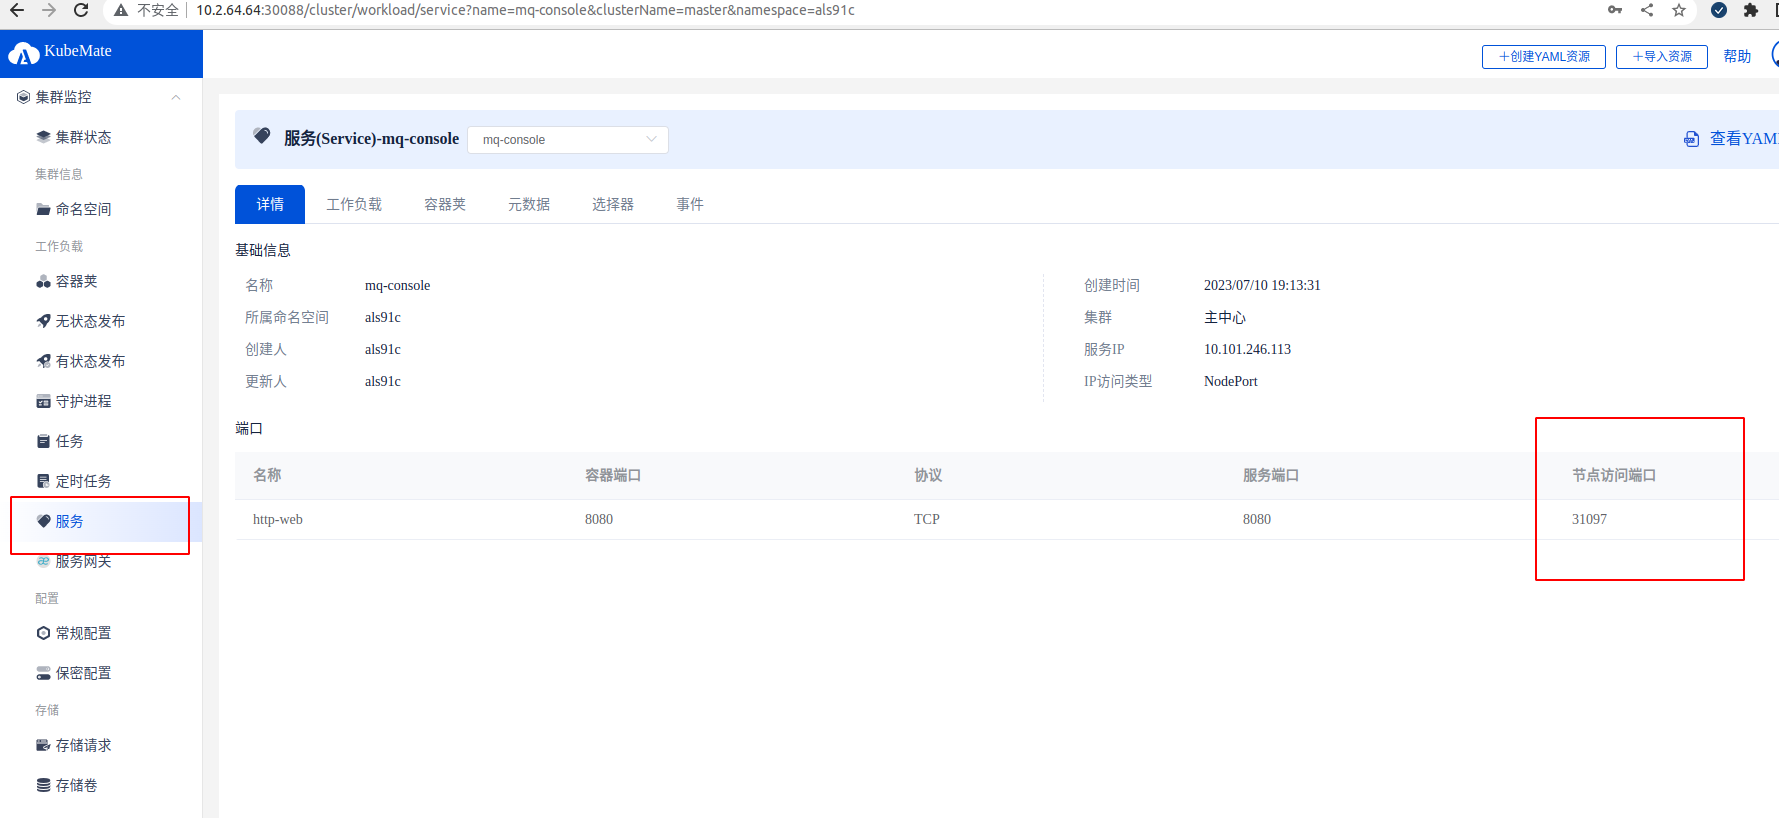 不安全 10.2.64.64:30088/cluster/workload/service?name=mq-console&clusterName=master&namespace=als91c
KubeMate
+创建YAML资源 +导入资源 帮助
集群监控
集群状态
集群信息
命名空间
工作负载
容器荚
无状态发布
有状态发布
守护进程
任务
定时任务
服务
服务网关
配置
常规配置
保密配置
存储
存储请求
存储卷
服务(Service)-mq-console mq-console 查看YAML
详情 工作负载 容器荚 元数据 选择器 事件
基础信息
名称 mq-console 创建时间 2023/07/10 19:13:31
所属命名空间 als91c 集群 主中心
创建人 als91c 服务IP 10.101.246.113
更新人 als91c IP访问类型 NodePort
端口
名称 容器端口 协议 服务端口 节点访问端口
http-web 8080 TCP 8080 31097